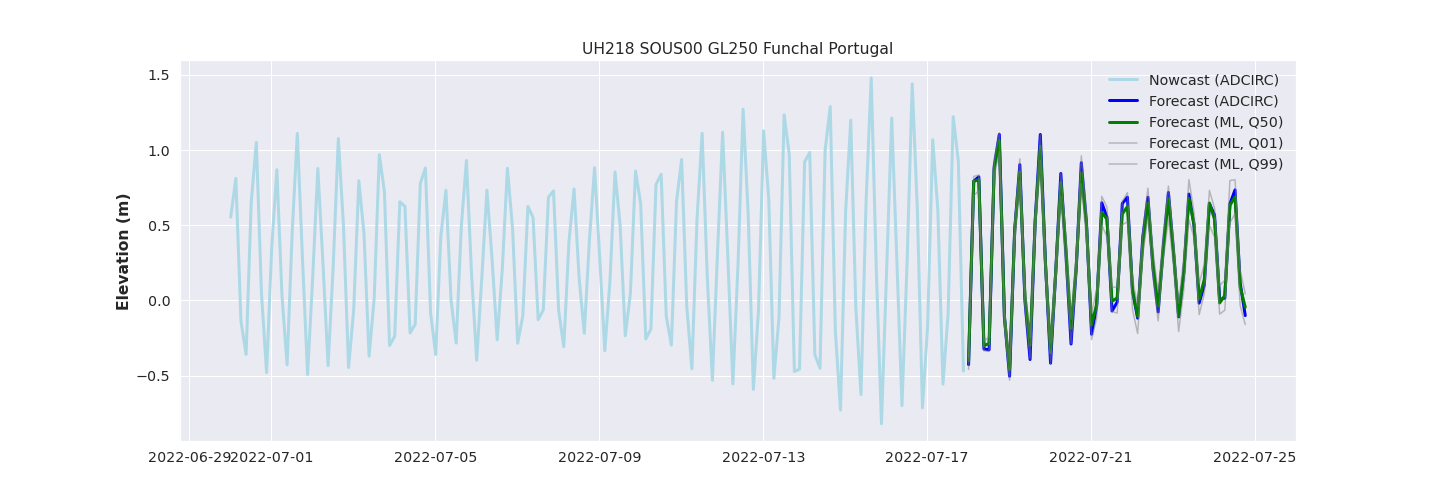 UH218 SOUS00 GL250 Funchal Portugal
Elevation (m)
1.5
1.0
0.5
0.0
−0.5
Nowcast (ADCIRC)
Forecast (ADCIRC)
Forecast (ML, Q50)
Forecast (ML, Q01)
Forecast (ML, Q99)
2022-06-29 2022-07-01 2022-07-05 2022-07-09 2022-07-13 2022-07-17 2022-07-21 2022-07-25